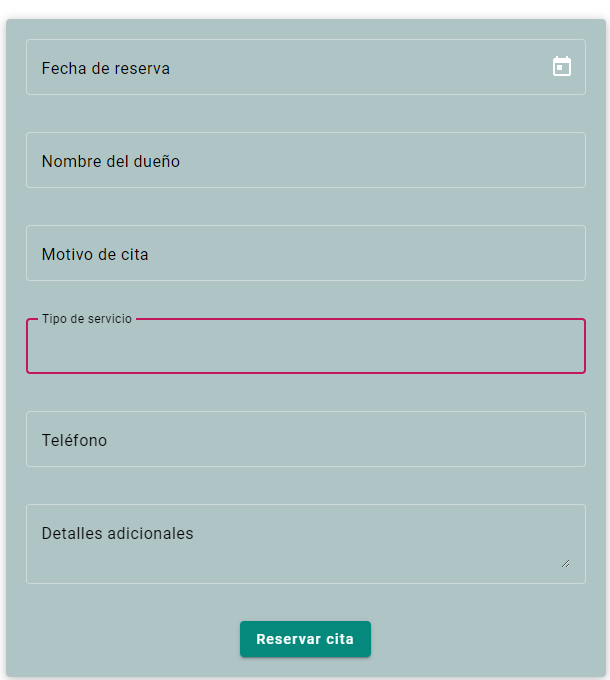 Fecha de reserva
Nombre del dueño
Motivo de cita
Tipo de servicio
Teléfono
Detalles adicionales
Reservar cita